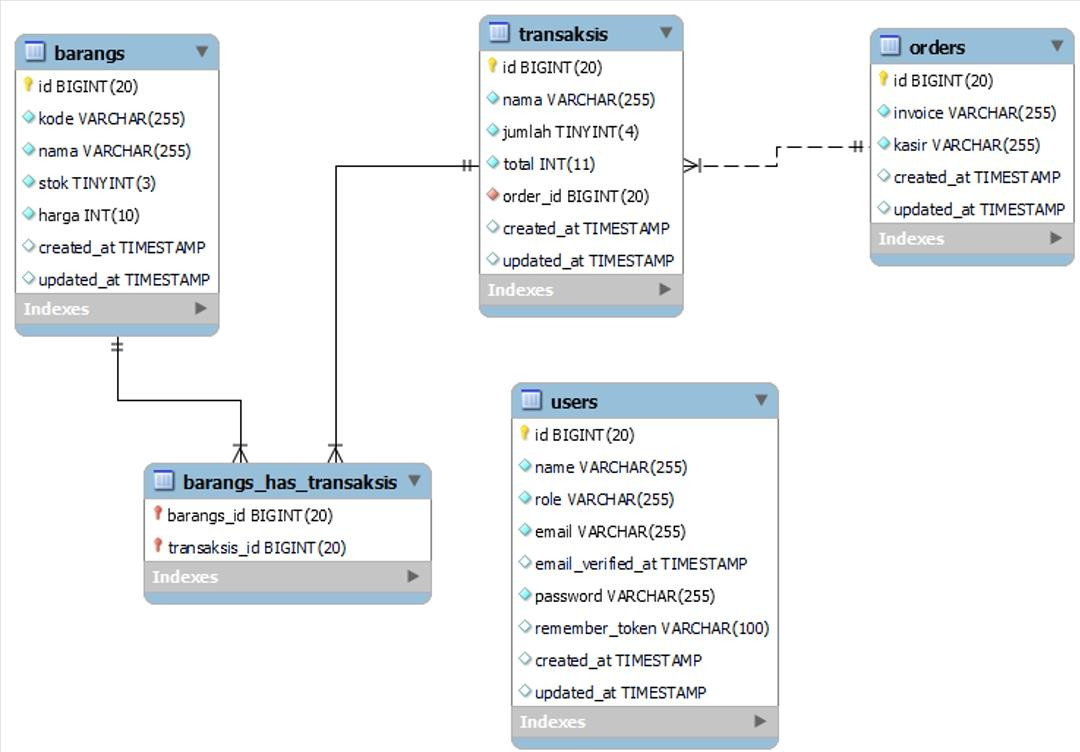 barangs
id BIGINT(20)
kode VARCHAR(255)
nama VARCHAR(255)
stok TINYINT(3)
harga INT(10)
created_at TIMESTAMP
updated_at TIMESTAMP
Indexes
transaksis
id BIGINT(20)
nama VARCHAR(255)
jumlah TINYINT(4)
total INT(11)
order_id BIGINT(20)
created_at TIMESTAMP
updated_at TIMESTAMP
Indexes
orders
id BIGINT(20)
invoice VARCHAR(255)
kasir VARCHAR(255)
created_at TIMESTAMP
updated_at TIMESTAMP
Indexes
barangs_has_transaksis
barangs_id BIGINT(20)
transaksis_id BIGINT(20)
Indexes
users
id BIGINT(20)
name VARCHAR(255)
role VARCHAR(255)
email VARCHAR(255)
email_verified_at TIMESTAMP
password VARCHAR(255)
remember_token VARCHAR(100)
created_at TIMESTAMP
updated_at TIMESTAMP
Indexes